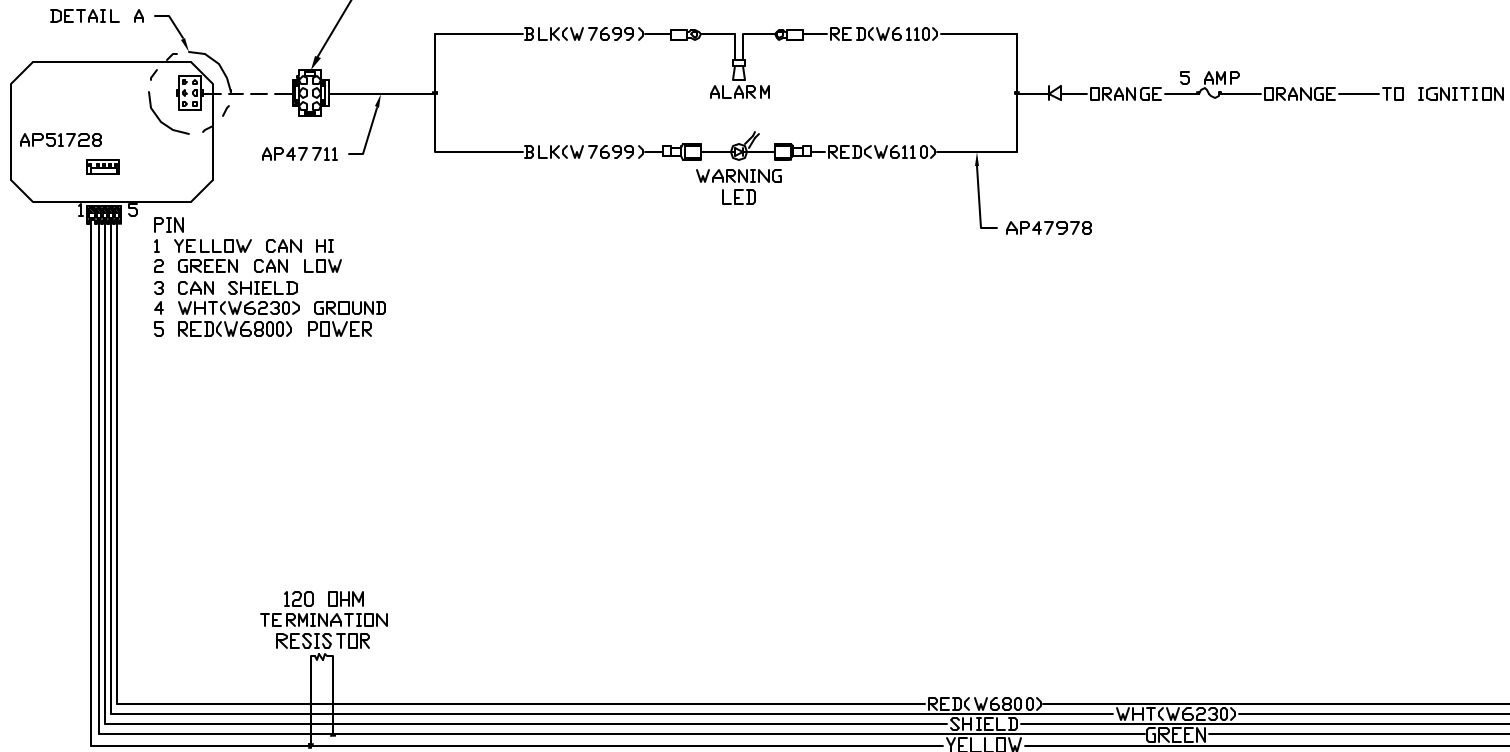 DETAIL A
BLK(W7699)
RED(W6110)
ALARM
5 AMP
ORANGE
ORANGE
TO IGNITION
AP51728
AP47711
BLK(W7699)
RED(W6110)
WARNING
LED
AP47978
1
5
PIN
1 YELLOW CAN HI
2 GREEN CAN LOW
3 CAN SHIELD
4 WHT(W6230) GROUND
5 RED(W6800) POWER
120 OHM
TERMINATION
RESISTOR
RED(W6800)
WHT(W6230)
SHIELD
GREEN
YELLOW